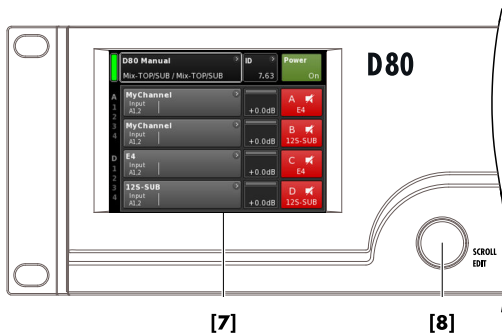 D80 Manual
Mix-TOP/SUB / Mix-TOP/SUB
ID
7.63
Power
On
D80
A
1
2
3
4
MyChannel
Input
A1,2
+0.0dB
A
E4
MyChannel
Input
A1,2
+0.0dB
B
12S-SUB
D
1
2
3
4
E4
Input
A1,2
+0.0dB
C
E4
12S-SUB
Input
A1,2
+0.0dB
D
12S-SUB
SCROLL
EDIT
[7]
[8]